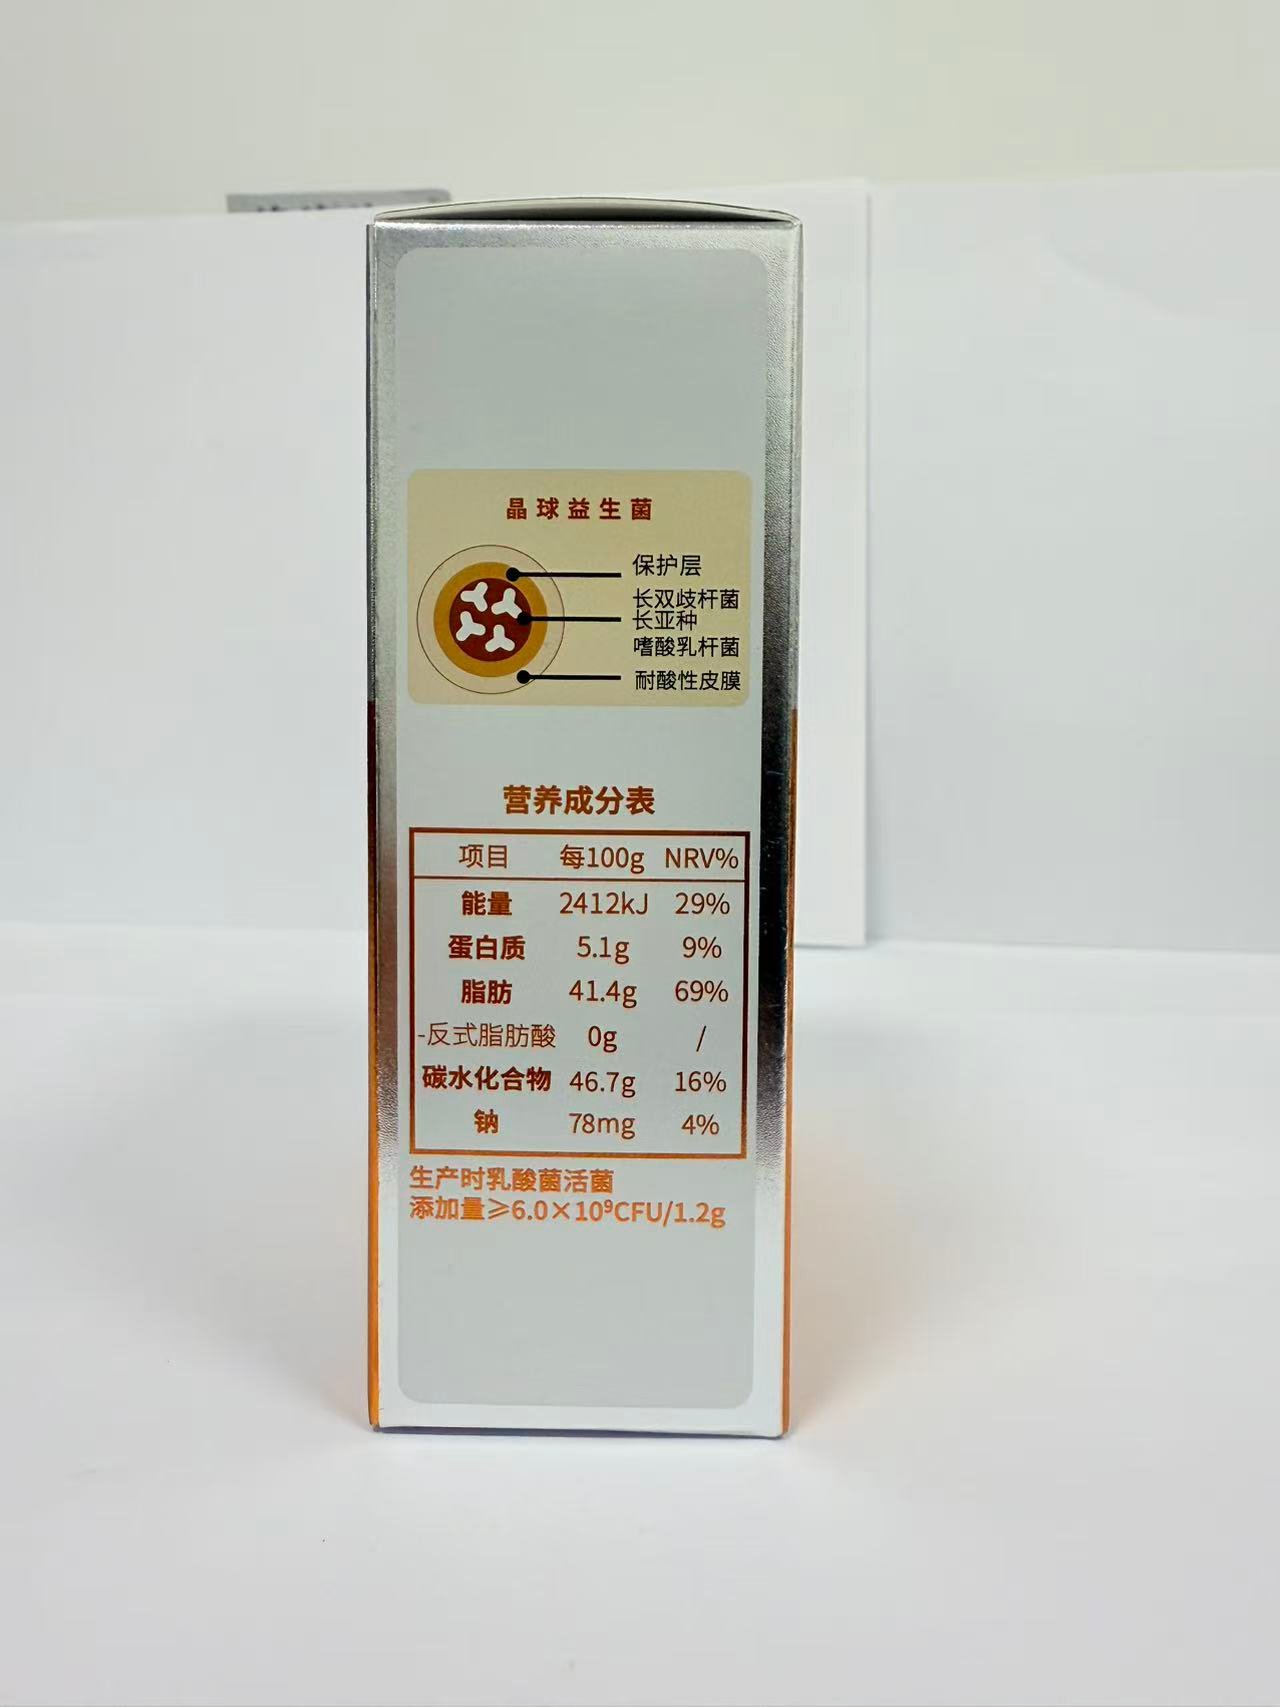 晶球益生菌
保护层
长双歧杆菌
长亚种
嗜酸乳杆菌
耐酸性皮膜
营养成分表
项目 每100g NRV%
能量 2412kJ 29%
蛋白质 5.1g 9%
脂肪 41.4g 69%
-反式脂肪酸 0g /
碳水化合物 46.7g 16%
钠 78mg 4%
生产时乳酸菌活菌
添加量≥6.0×10⁹CFU/1.2g